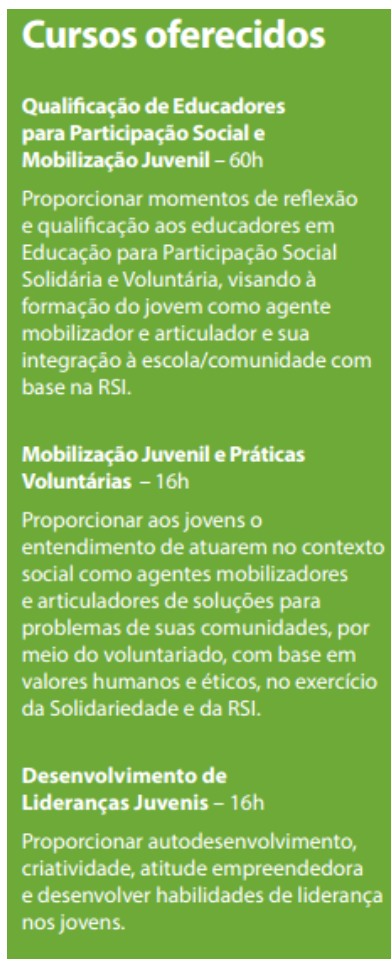 Cursos oferecidos
Qualificação de Educadores
para Participação Social e
Mobilização Juvenil – 60h
Proporcionar momentos de reflexão
e qualificação aos educadores em
Educação para Participação Social
Solidária e Voluntária, visando à
formação do jovem como agente
mobilizador e articulador e sua
integração à escola/comunidade com
base na RSI.
Mobilização Juvenil e Práticas
Voluntárias – 16h
Proporcionar aos jovens o
entendimento de atuarem no contexto
social como agentes mobilizadores
e articuladores de soluções para
problemas de suas comunidades, por
meio do voluntariado, com base em
valores humanos e éticos, no exercício
da Solidariedade e da RSI.
Desenvolvimento de
Lideranças Juvenis – 16h
Proporcionar autodesenvolvimento,
criatividade, atitude empreendedora
e desenvolver habilidades de liderança
nos jovens.